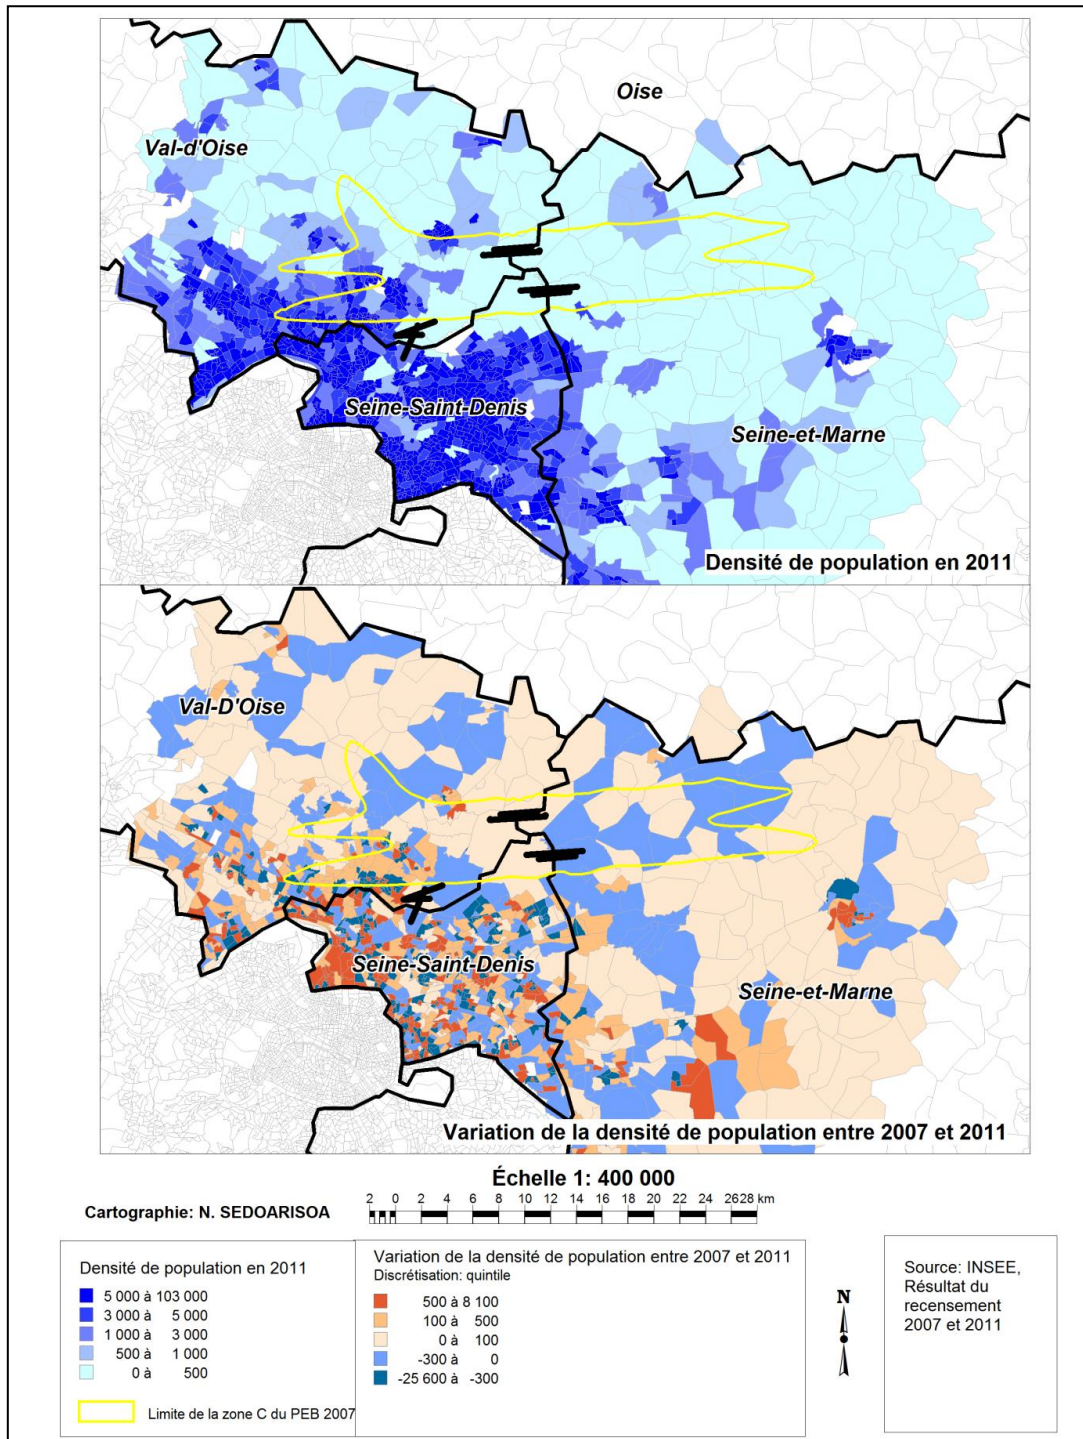 Oise
Val-d'Oise
Seine-Saint-Denis
Seine-et-Marne
Densité de population en 2011
Val-D'Oise
Seine-Saint-Denis
Seine-et-Marne
Variation de la densité de population entre 2007 et 2011
Échelle 1: 400 000
2 0 2 4 6 8 10 12 14 16 18 20 22 24 2628 km
Cartographie: N. SEDOARISOA
Densité de population en 2011
5 000 à 103 000
3 000 à 5 000
1 000 à 3 000
500 à 1 000
0 à 500
Limite de la zone C du PEB 2007
Variation de la densité de population entre 2007 et 2011
Discrétisation: quintile
500 à 8 100
100 à 500
0 à 100
-300 à 0
-25 600 à -300
N
Source: INSEE,
Résultat du
recensement
2007 et 2011